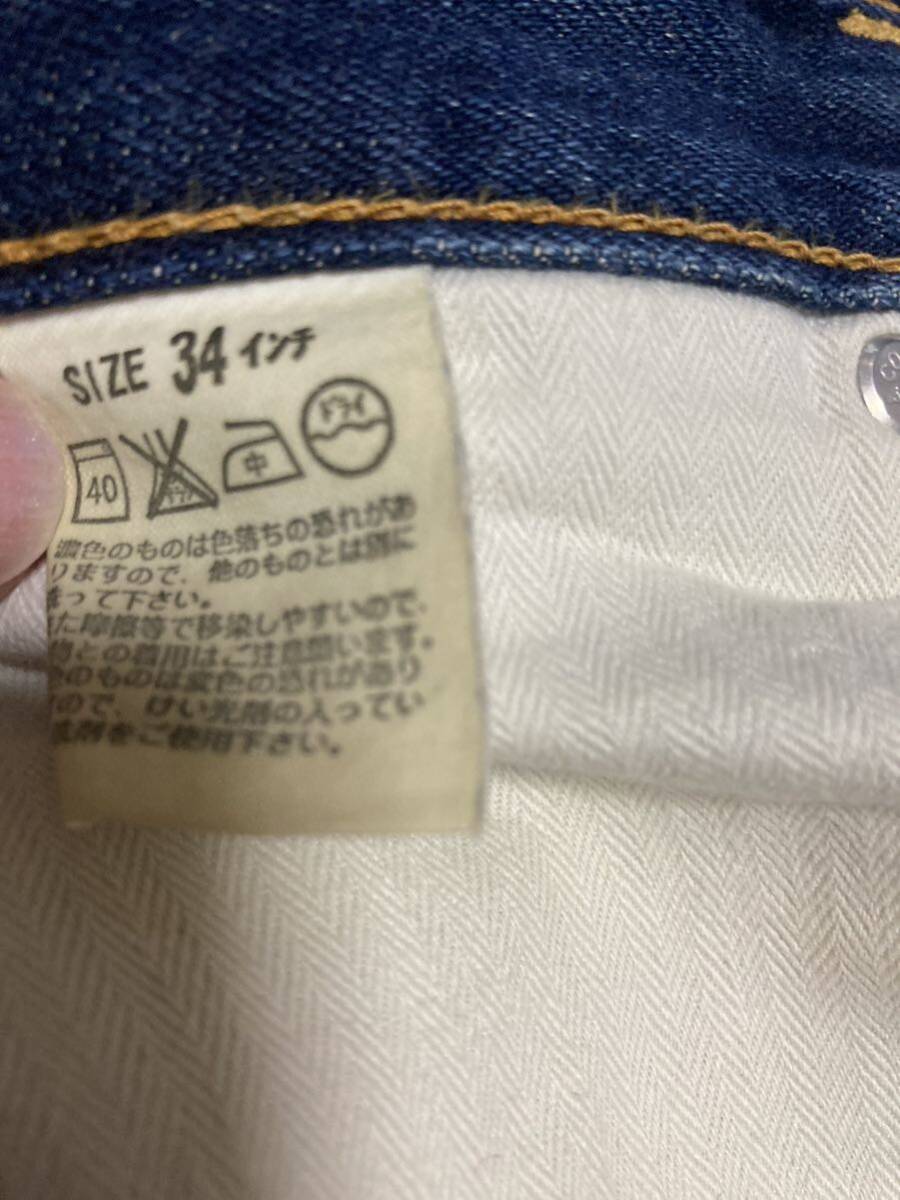 SIZE 34インチ
40 中 ドライ
濃色のものは色落ちの恐れがあ
りますので、他のものとは別に
って下さい。
た摩擦等で移染しやすいので、
物との着用はご注意願います。
のものは変色の恐れがあり
ので、けい光剤の入ってい
剤をご使用下さい。